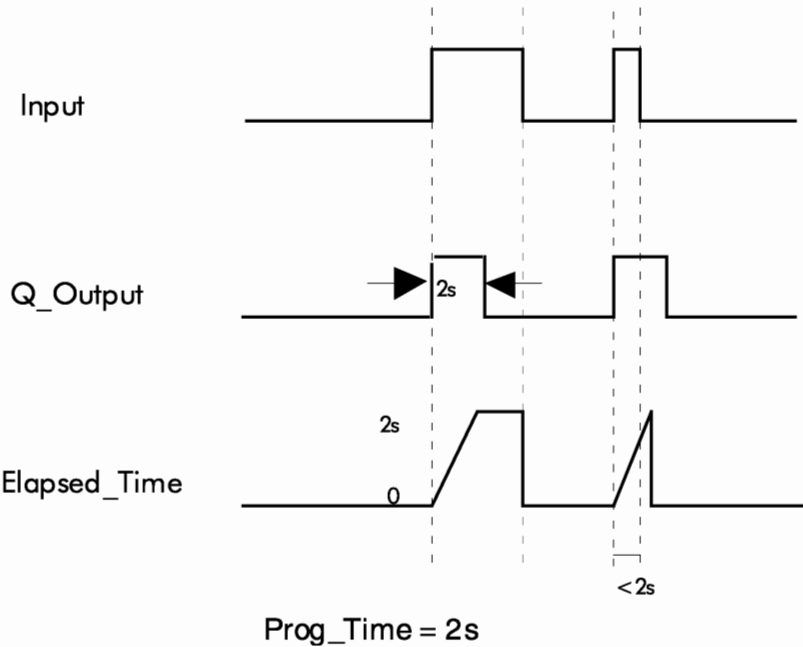 Input
Q_Output
2s
2s
Elapsed_Time
0
<2s
Prog_Time = 2s